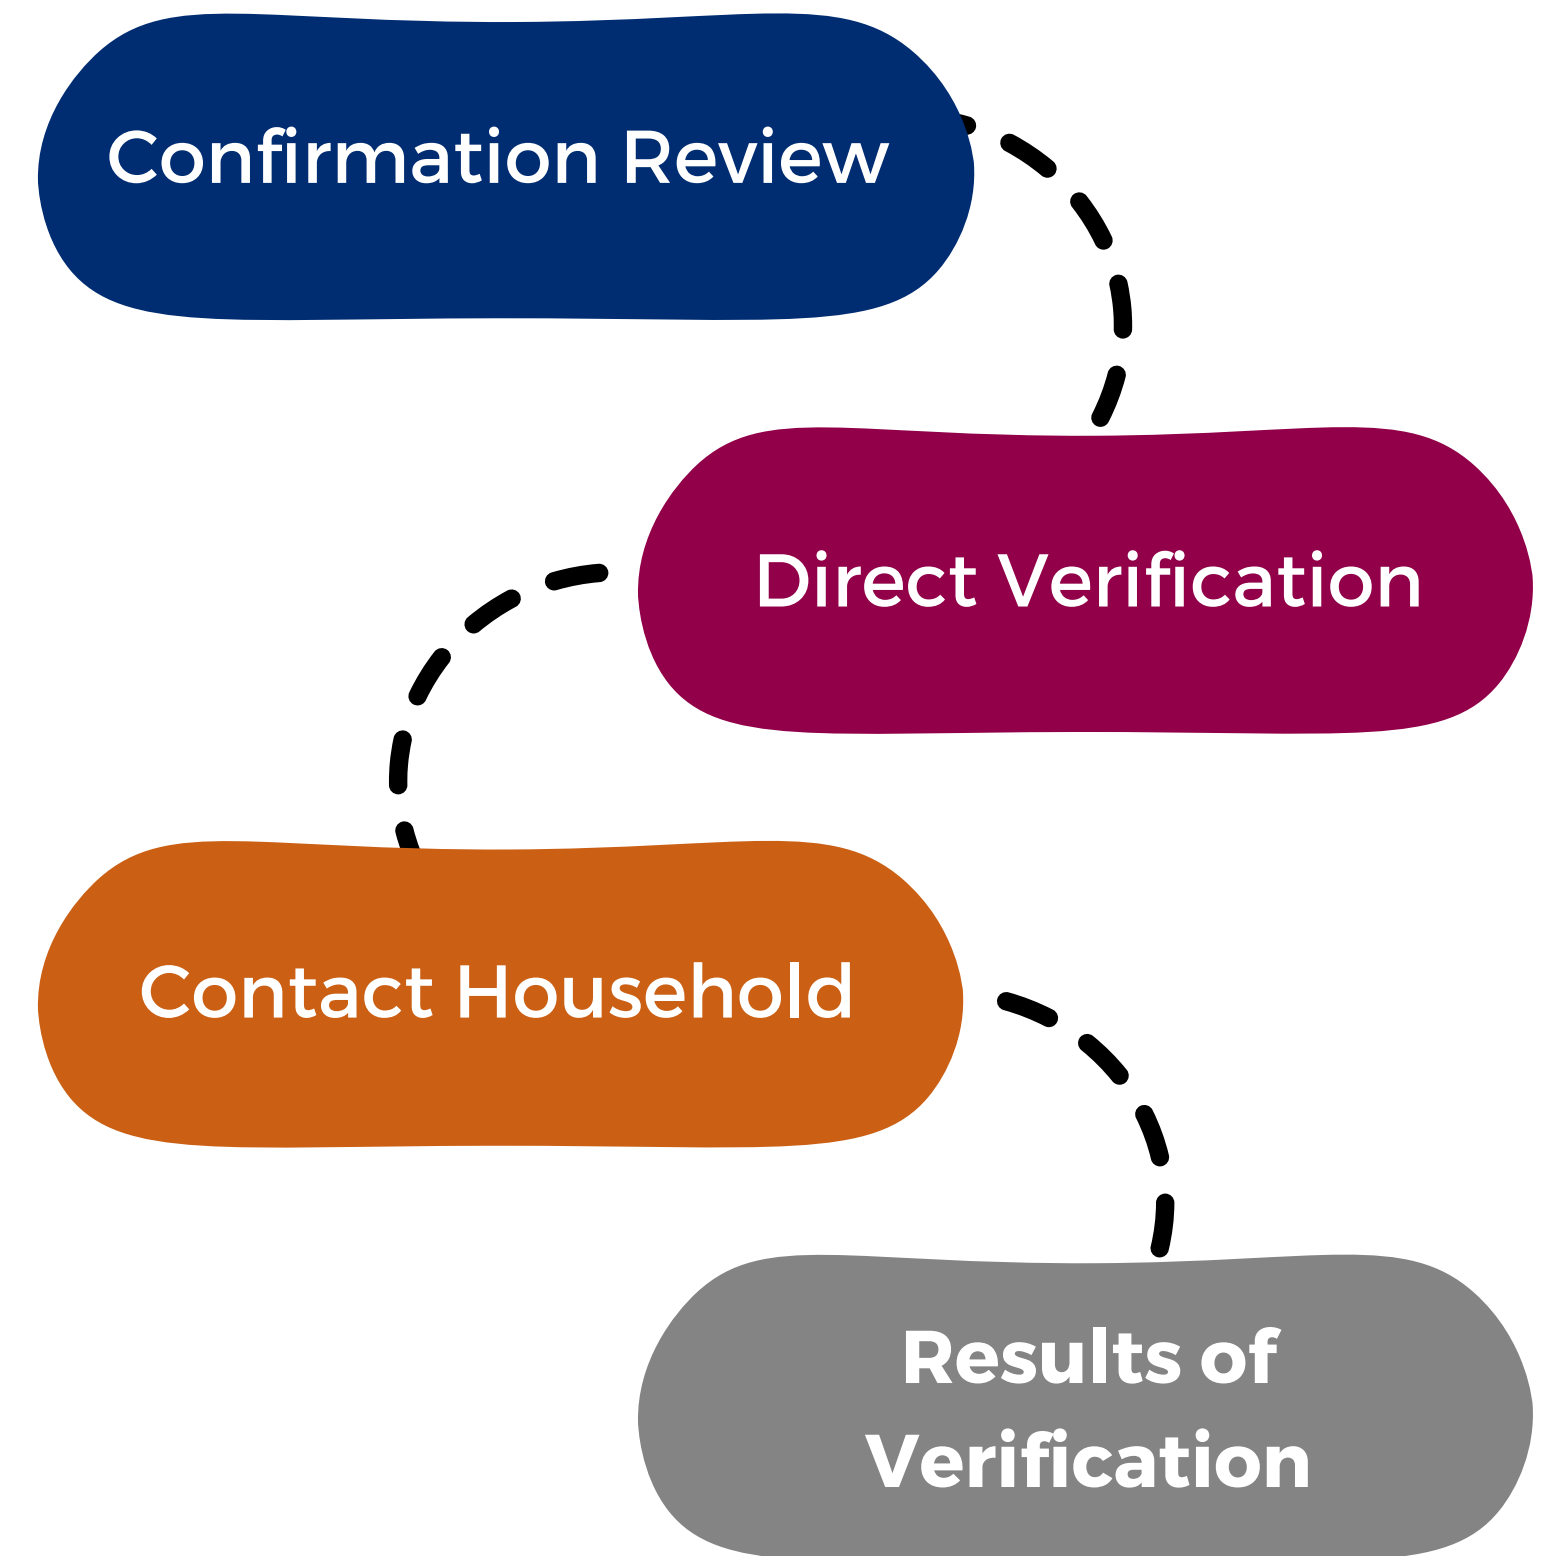 Confirmation Review
Direct Verification
Contact Household
Results of
Verification